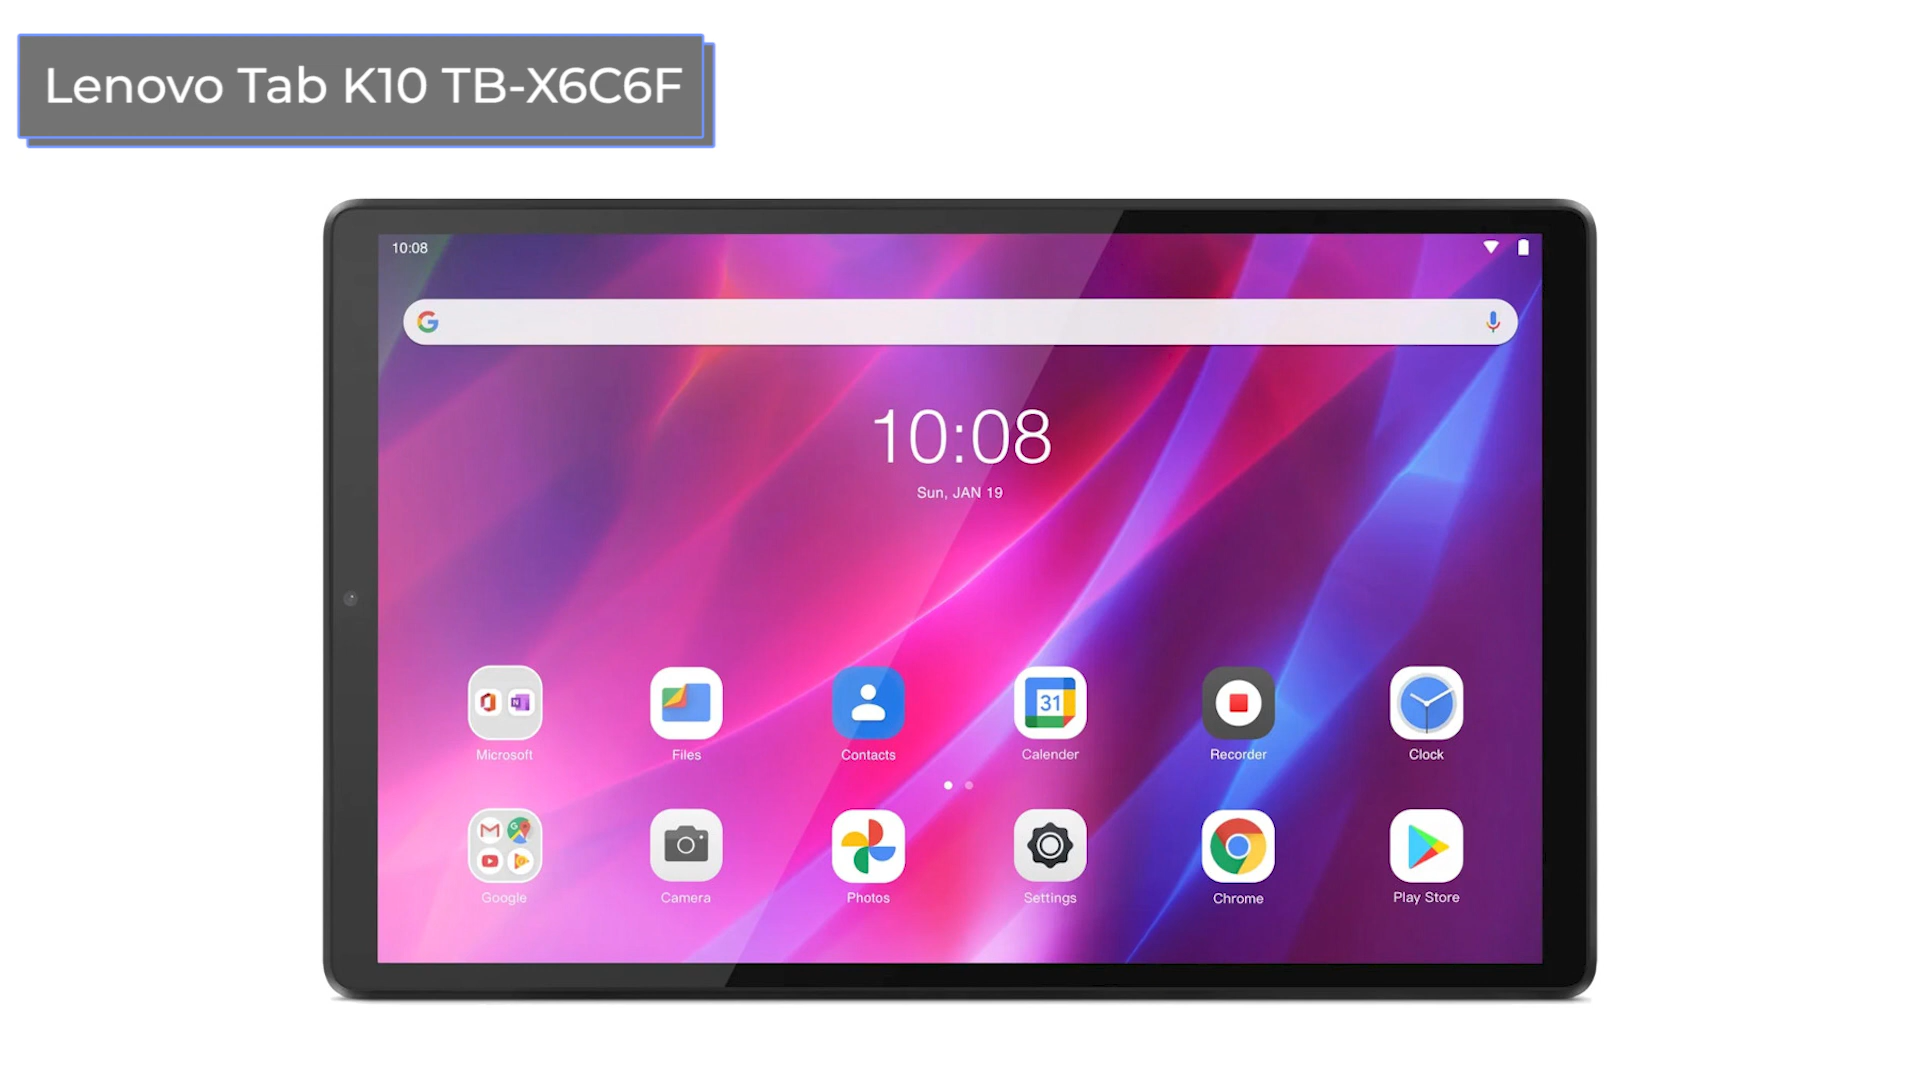 Lenovo Tab K10 TB-X6C6F
10:08
10:08
Sun, JAN 19
31
Microsoft Files Contacts Calender Recorder Clock
Google Camera Photos Settings Chrome Play Store